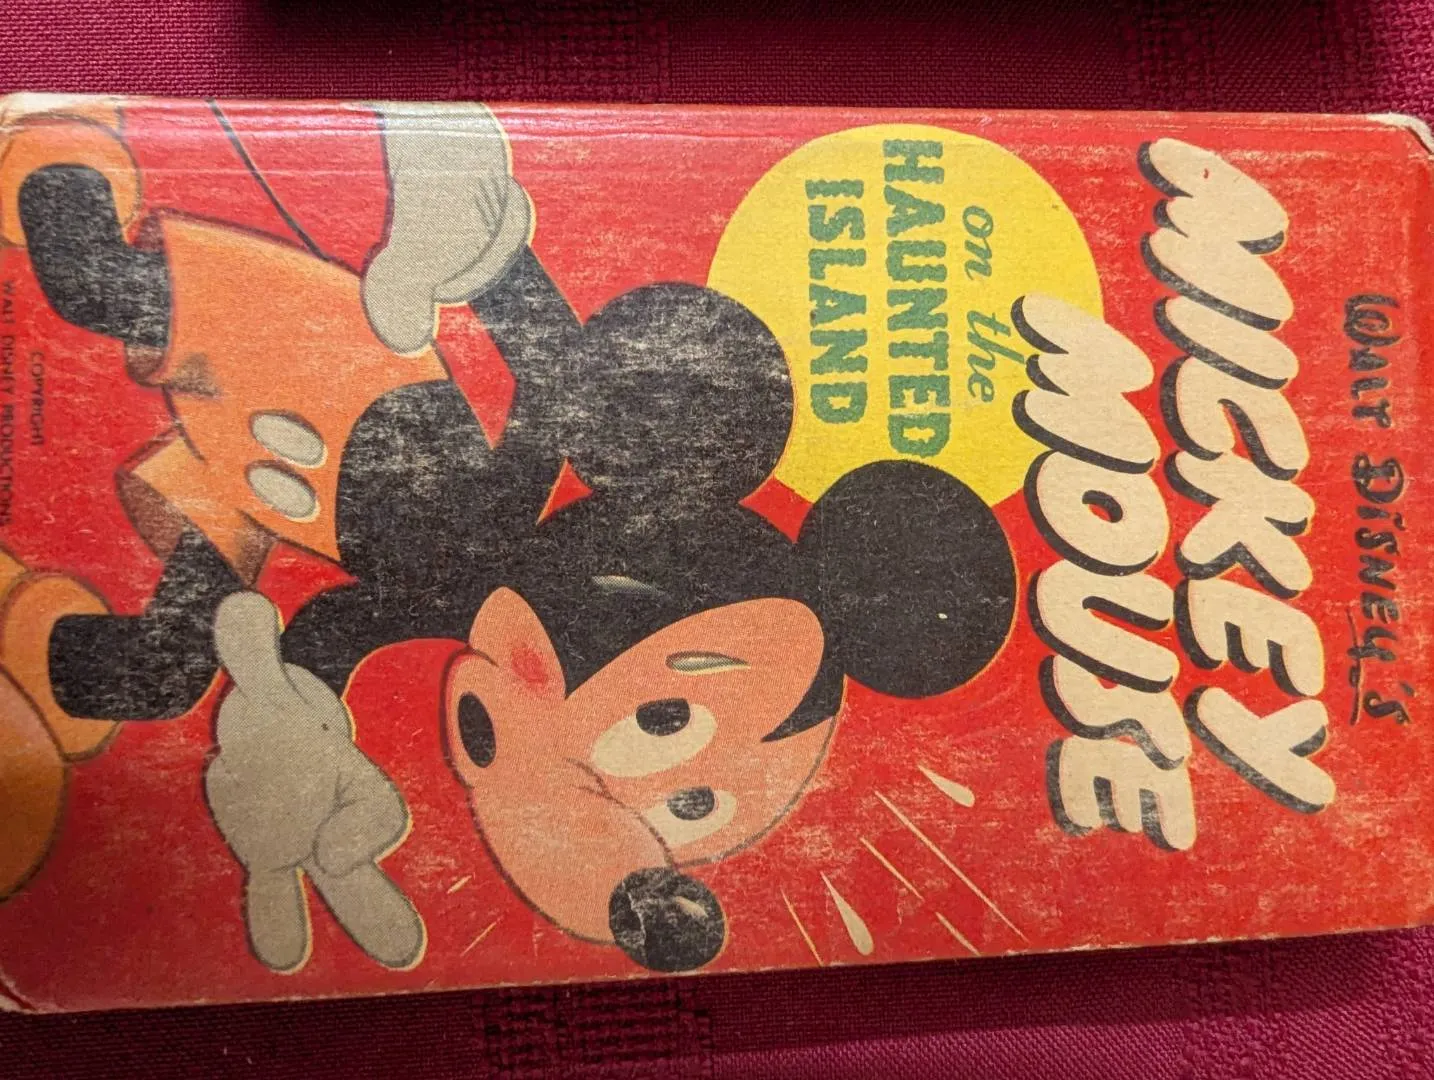 Walt Disney's
MICKEY
MOUSE
on the
HAUNTED
ISLAND
COPYRIGHT
WALT DISNEY PRODUCTIONS